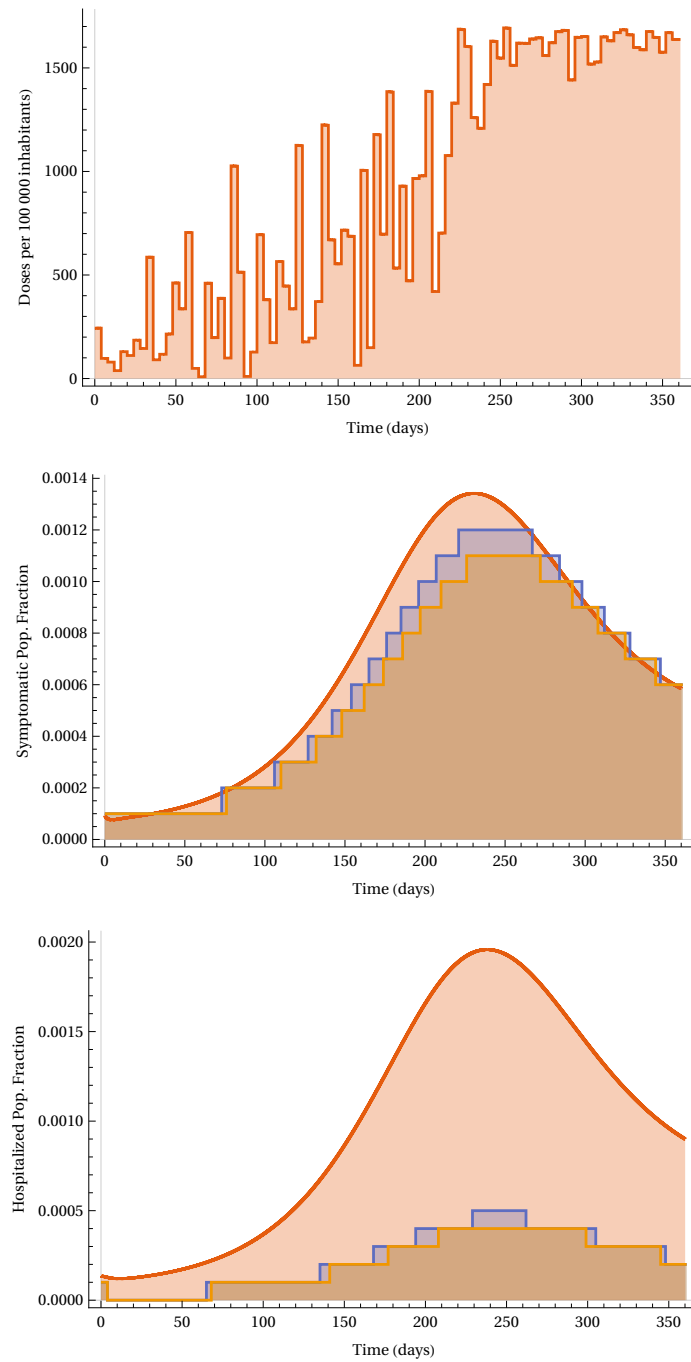 Doses per 100 000 inhabitants)
1500
1000
500
0
0 50 100 150 200 250 300 350
Time (days)
Symptomatic Pop. Fraction
0.0014
0.0012
0.0010
0.0008
0.0006
0.0004
0.0002
0.0000
0 50 100 150 200 250 300 350
Time (days)
Hospitalized Pop. Fraction
0.0020
0.0015
0.0010
0.0005
0.0000
0 50 100 150 200 250 300 350
Time (days)